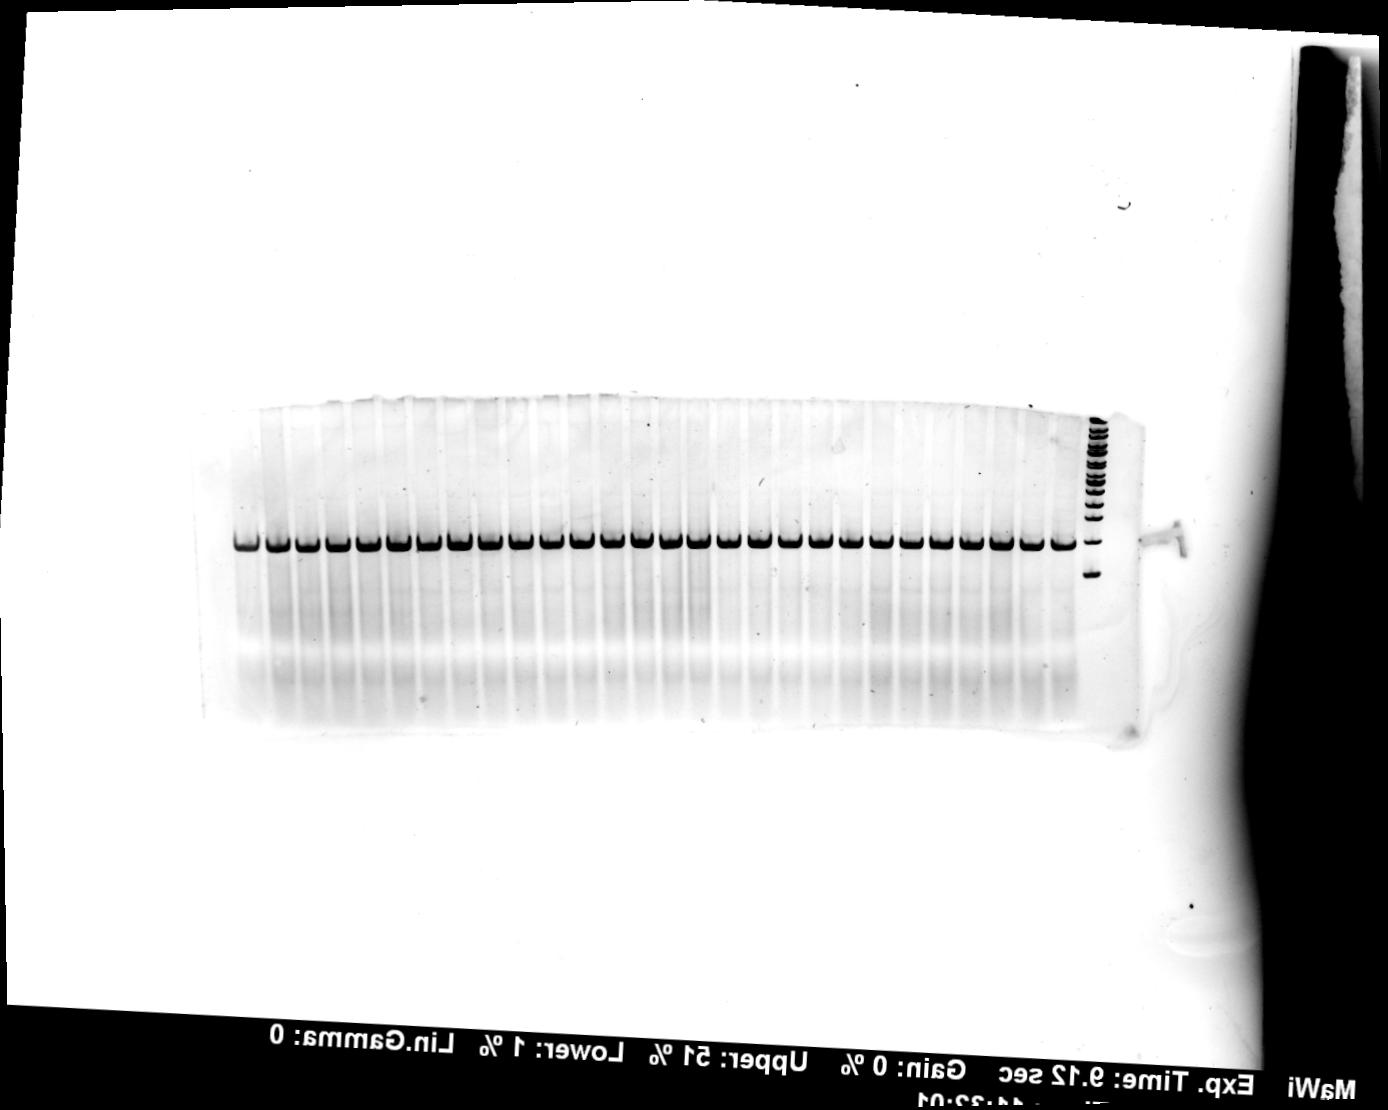 MaWi Exp. Time: 9.12 sec Gain: 0 % Upper: 51 % Lower: 1 % Lin.Gamma: 0